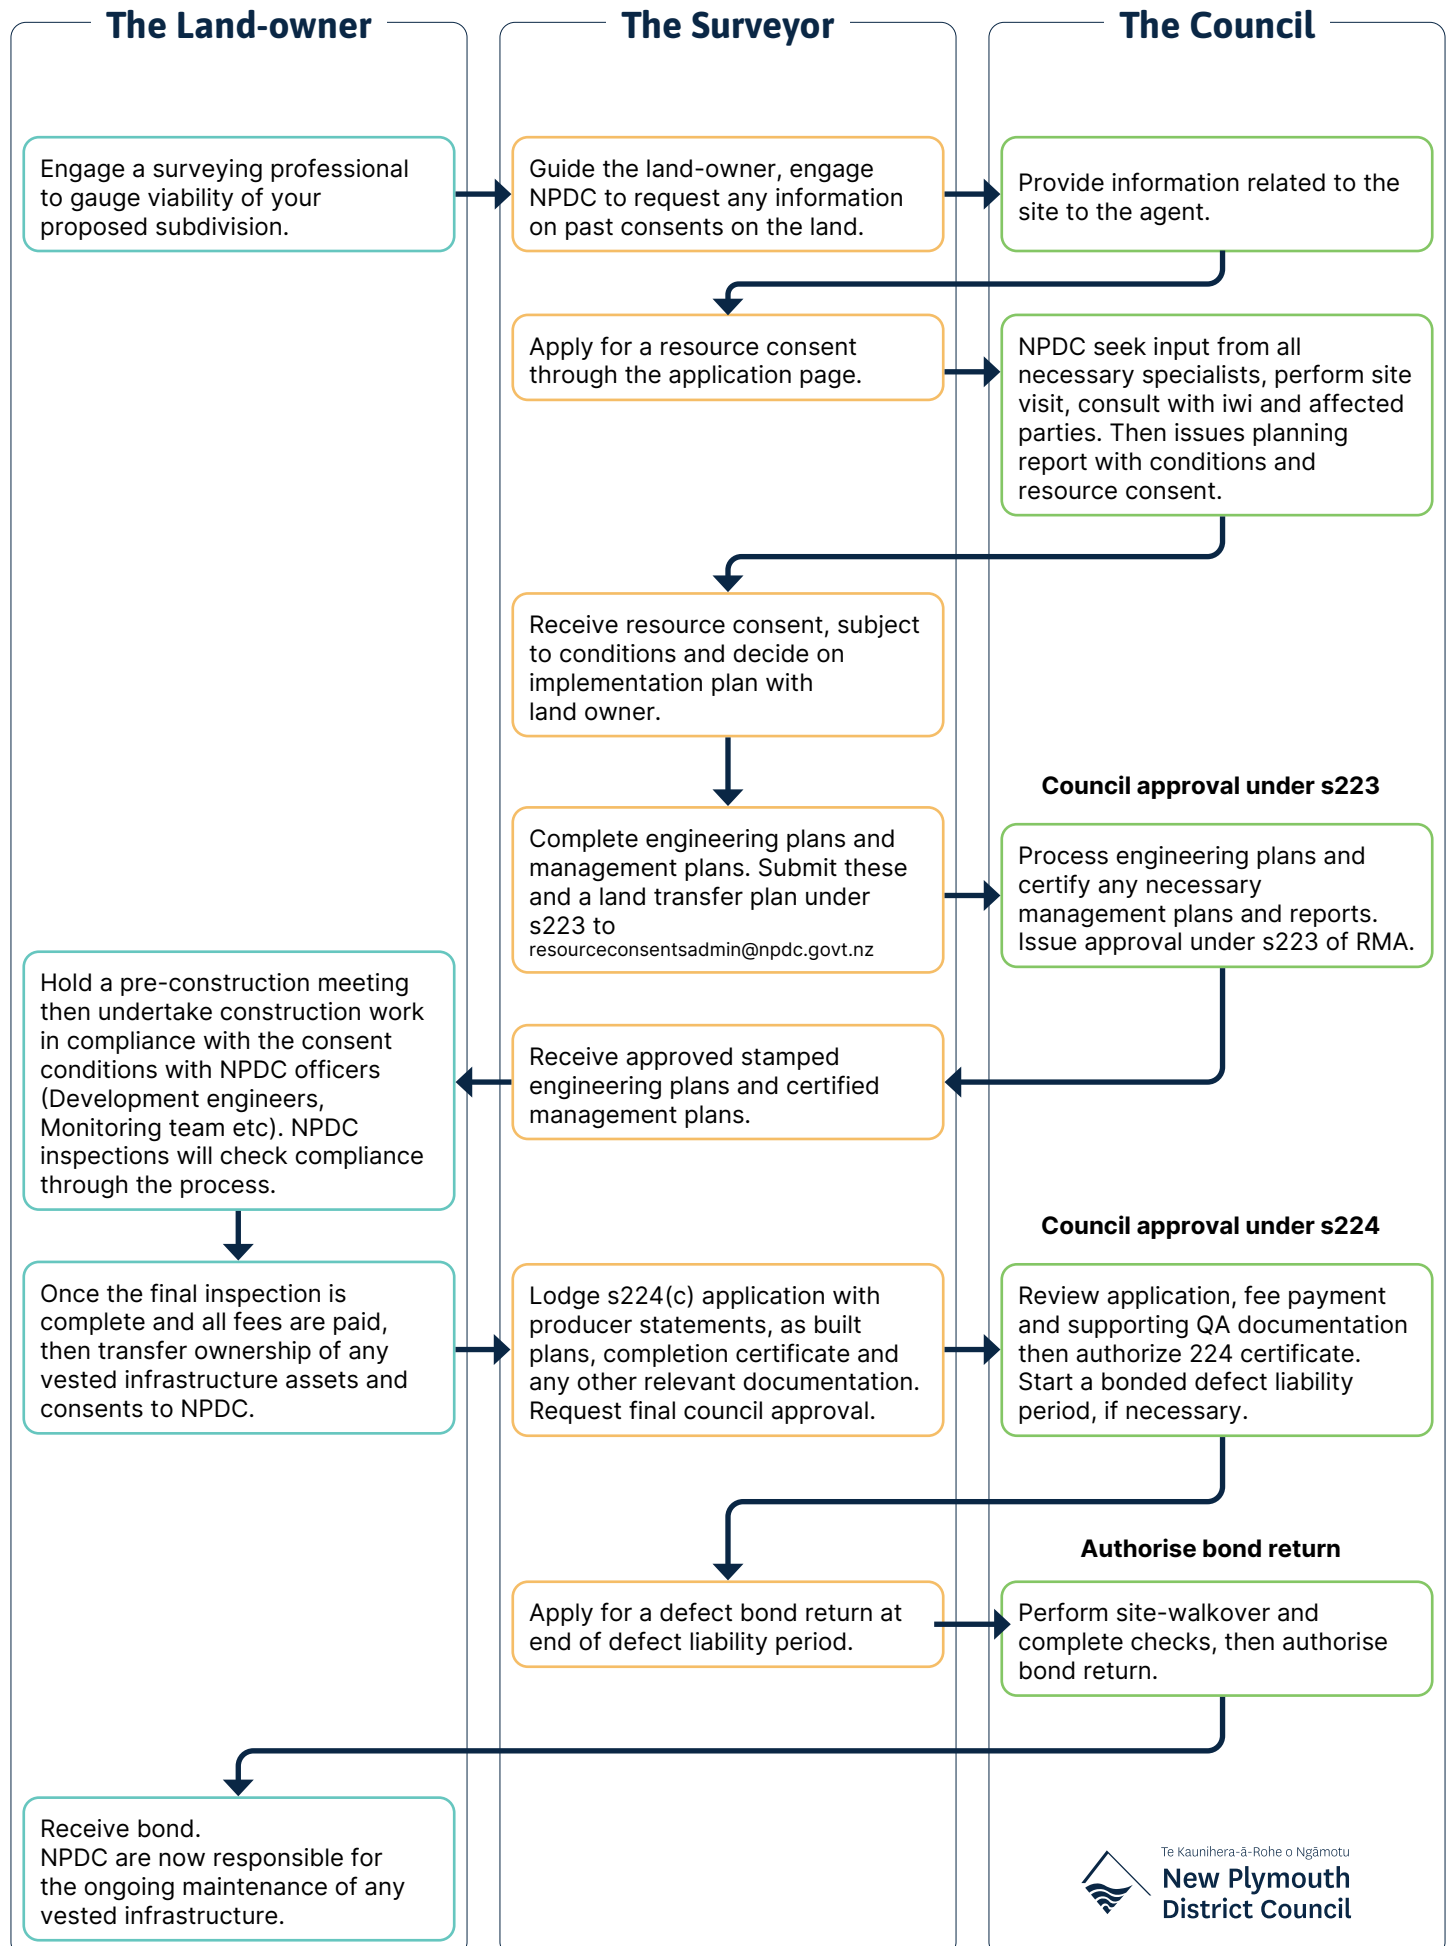 The Land-owner
The Surveyor
The Council
Engage a surveying professional
to gauge viability of your
proposed subdivision.
Guide the land-owner, engage
NPDC to request any information
on past consents on the land.
Provide information related to the
site to the agent.
Apply for a resource consent
through the application page.
NPDC seek input from all
necessary specialists, perform site
visit, consult with iwi and affected
parties. Then issues planning
report with conditions and
resource consent.
Receive resource consent, subject
to conditions and decide on
implementation plan with
land owner.
Complete engineering plans and
management plans. Submit these
and a land transfer plan under
s223 to
resourceconsentsadmin@npdc.govt.nz
Council approval under s223
Process engineering plans and
certify any necessary
management plans and reports.
Issue approval under s223 of RMA.
Receive approved stamped
engineering plans and certified
management plans.
Hold a pre-construction meeting
then undertake construction work
in compliance with the consent
conditions with NPDC officers
(Development engineers,
Monitoring team etc). NPDC
inspections will check compliance
through the process.
Once the final inspection is
complete and all fees are paid,
then transfer ownership of any
vested infrastructure assets and
consents to NPDC.
Lodge s224(c) application with
producer statements, as built
plans, completion certificate and
any other relevant documentation.
Request final council approval.
Council approval under s224
Review application, fee payment
and supporting QA documentation
then authorize 224 certificate.
Start a bonded defect liability
period, if necessary.
Apply for a defect bond return at
end of defect liability period.
Authorise bond return
Perform site-walkover and
complete checks, then authorise
bond return.
Receive bond.
NPDC are now responsible for
the ongoing maintenance of any
vested infrastructure.
Te Kaunihera-ā-Rohe o Ngāmotu
New Plymouth
District Council